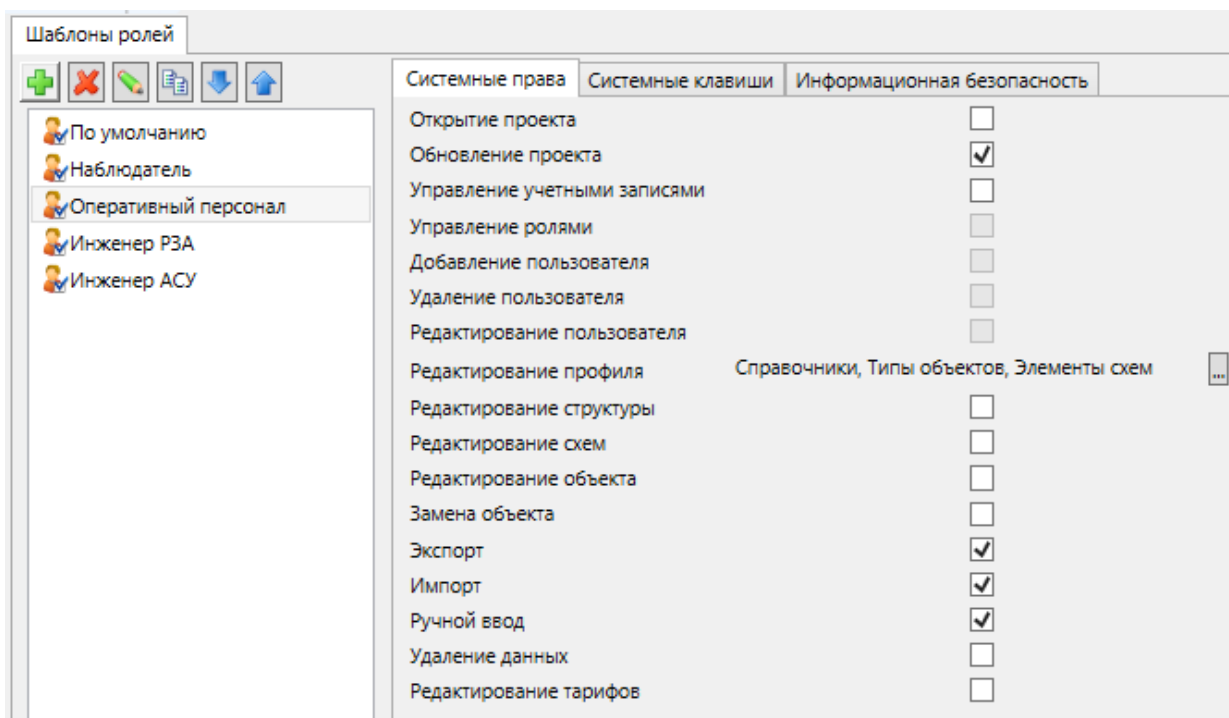 Шаблоны ролей
Системные права
Системные клавиши
Информационная безопасность
По умолчанию
Наблюдатель
Оперативный персонал
Инженер РЗА
Инженер АСУ
Открытие проекта
Обновление проекта
Управление учетными записями
Управление ролями
Добавление пользователя
Удаление пользователя
Редактирование пользователя
Редактирование профиля Справочники, Типы объектов, Элементы схем ...
Редактирование структуры
Редактирование схем
Редактирование объекта
Замена объекта
Экспорт
Импорт
Ручной ввод
Удаление данных
Редактирование тарифов